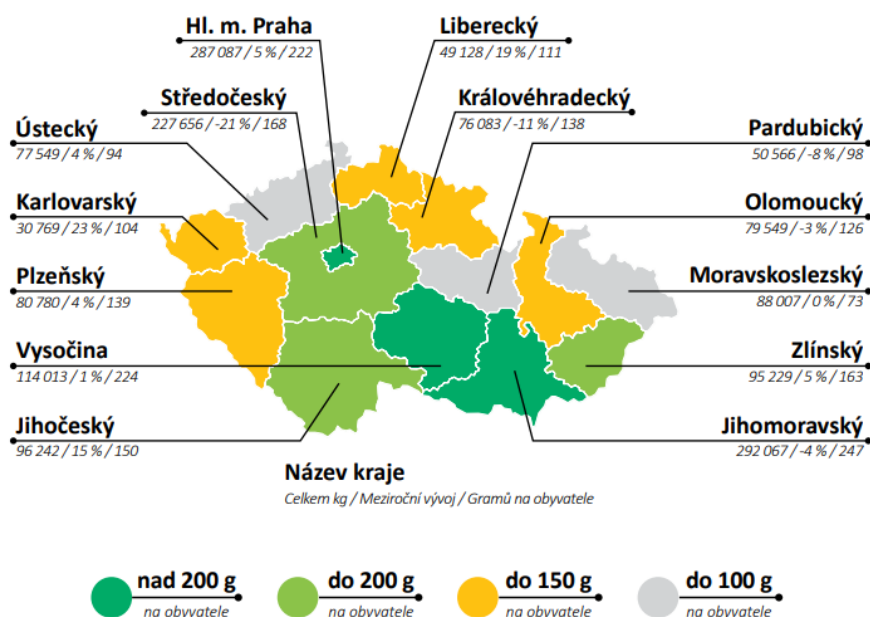 Hl. m. Praha
287 087 / 5 % / 222
Liberecký
49 128 / 19 % / 111
Středočeský
227 656 / -21 % / 168
Královéhradecký
76 083 / -11 % / 138
Ústecký
77 549 / 4 % / 94
Pardubický
50 566 / -8 % / 98
Karlovarský
30 769 / 23 % / 104
Olomoucký
79 549 / -3 % / 126
Plzeňský
80 780 / 4 % / 139
Moravskoslezský
88 007 / 0 % / 73
Vysočina
114 013 / 1 % / 224
Zlínský
95 229 / 5 % / 163
Jihočeský
96 242 / 15 % / 150
Jihomoravský
292 067 / -4 % / 247
Název kraje
Celkem kg / Meziroční vývoj / Gramů na obyvatele
nad 200 g
na obyvatele
do 200 g
na obyvatele
do 150 g
na obyvatele
do 100 g
na obyvatele